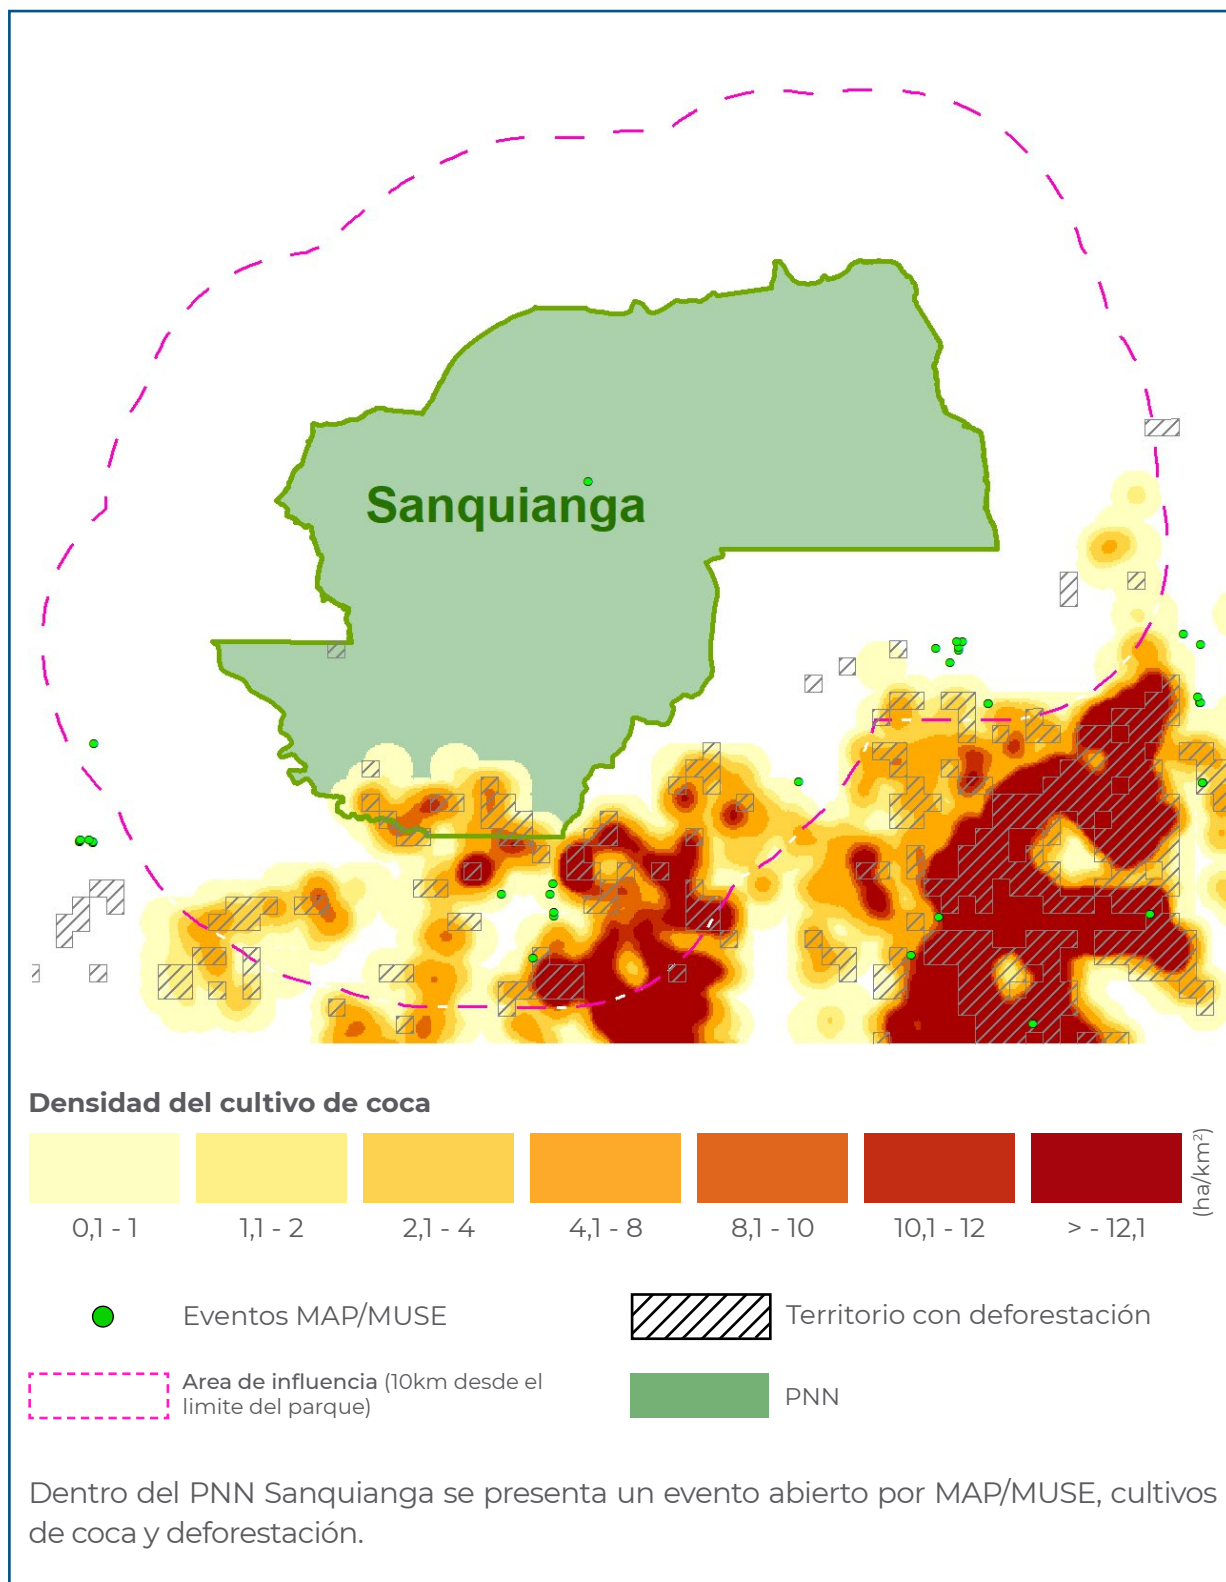 Sanquianga
Densidad del cultivo de coca
0,1 - 1
1,1 - 2
2,1 - 4
4,1 - 8
8,1 - 10
10,1 - 12
> - 12,1
(ha/km²)
Eventos MAP/MUSE
Territorio con deforestación
Area de influencia (10km desde el
limite del parque)
PNN
Dentro del PNN Sanquianga se presenta un evento abierto por MAP/MUSE, cultivos
de coca y deforestación.